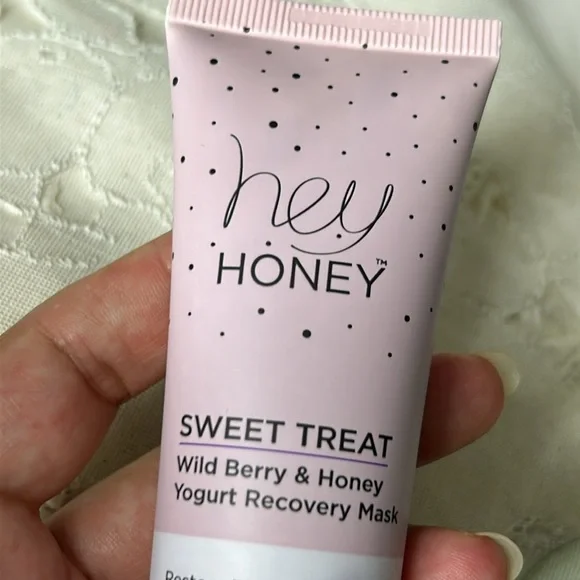 hey
HONEY™
SWEET TREAT
Wild Berry & Honey
Yogurt Recovery Mask